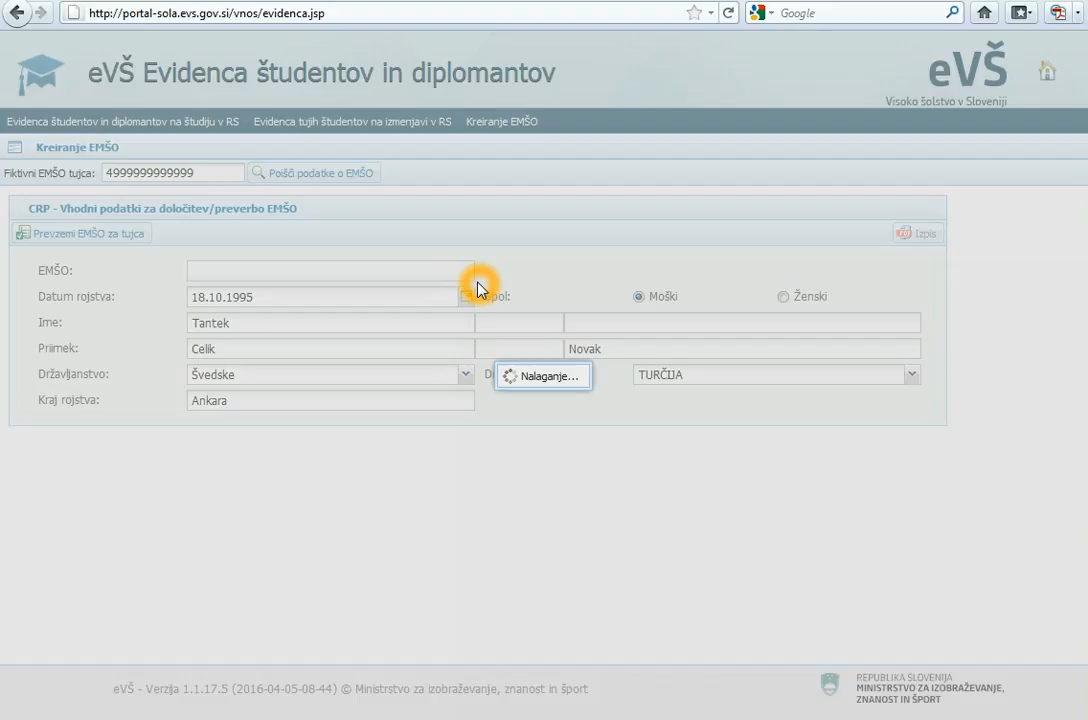 http://portal-sola.evs.gov.si/vnos/evidenca.jsp
Google
eVŠ Evidenca študentov in diplomantov
eVŠ
Visoko šolstvo v Sloveniji
Evidenca študentov in diplomantov na študiju v RS Evidenca tujih študentov na izmenjavi v RS Kreiranje EMŠO
Kreiranje EMŠO
Fiktivni EMŠO tujca: 4999999999999 Poišči podatke o EMŠO
CRP - Vhodni podatki za določitev/preverbo EMŠO
Prevzemi EMŠO za tujca Izpis
EMŠO:
Datum rojstva: 18.10.1995 Moški Ženski
Ime: Tantek
Priimek: Celik Novak
Državljanstvo: Švedske TURČIJA
Nalaganje...
Kraj rojstva: Ankara
eVŠ - Verzija 1.1.17.5 (2016-04-05-08-44) © Ministrstvo za izobraževanje, znanost in šport
REPUBLIKA SLOVENIJA
MINISTRSTVO ZA IZOBRAŽEVANJE,
ZNANOST IN ŠPORT